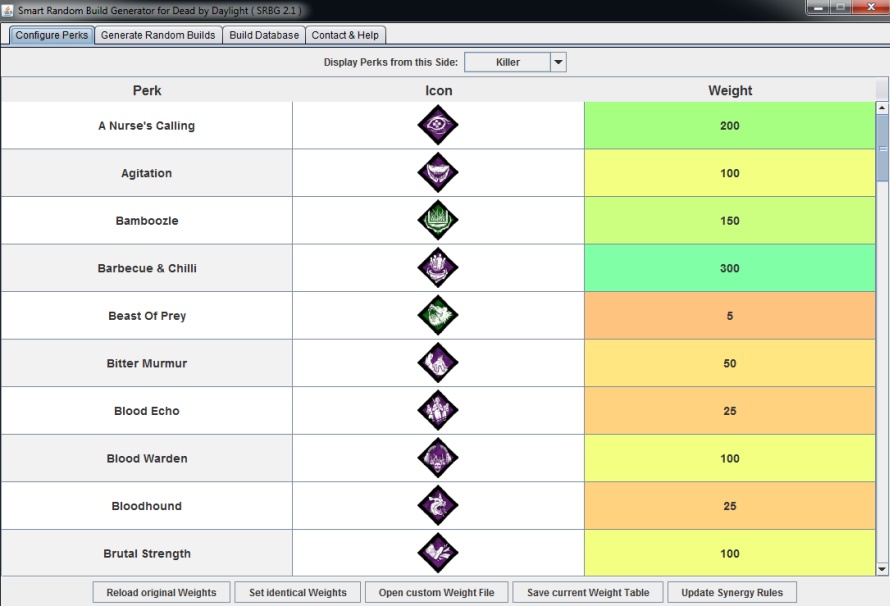 Smart Random Build Generator for Dead by Daylight ( SRBG 2.1 )
Configure Perks Generate Random Builds Build Database Contact & Help
Display Perks from this Side: Killer
Perk Icon Weight
A Nurse's Calling 200
Agitation 100
Bamboozle 150
Barbecue & Chilli 300
Beast Of Prey 5
Bitter Murmur 50
Blood Echo 25
Blood Warden 100
Bloodhound 25
Brutal Strength 100
Reload original Weights Set identical Weights Open custom Weight File Save current Weight Table Update Synergy Rules